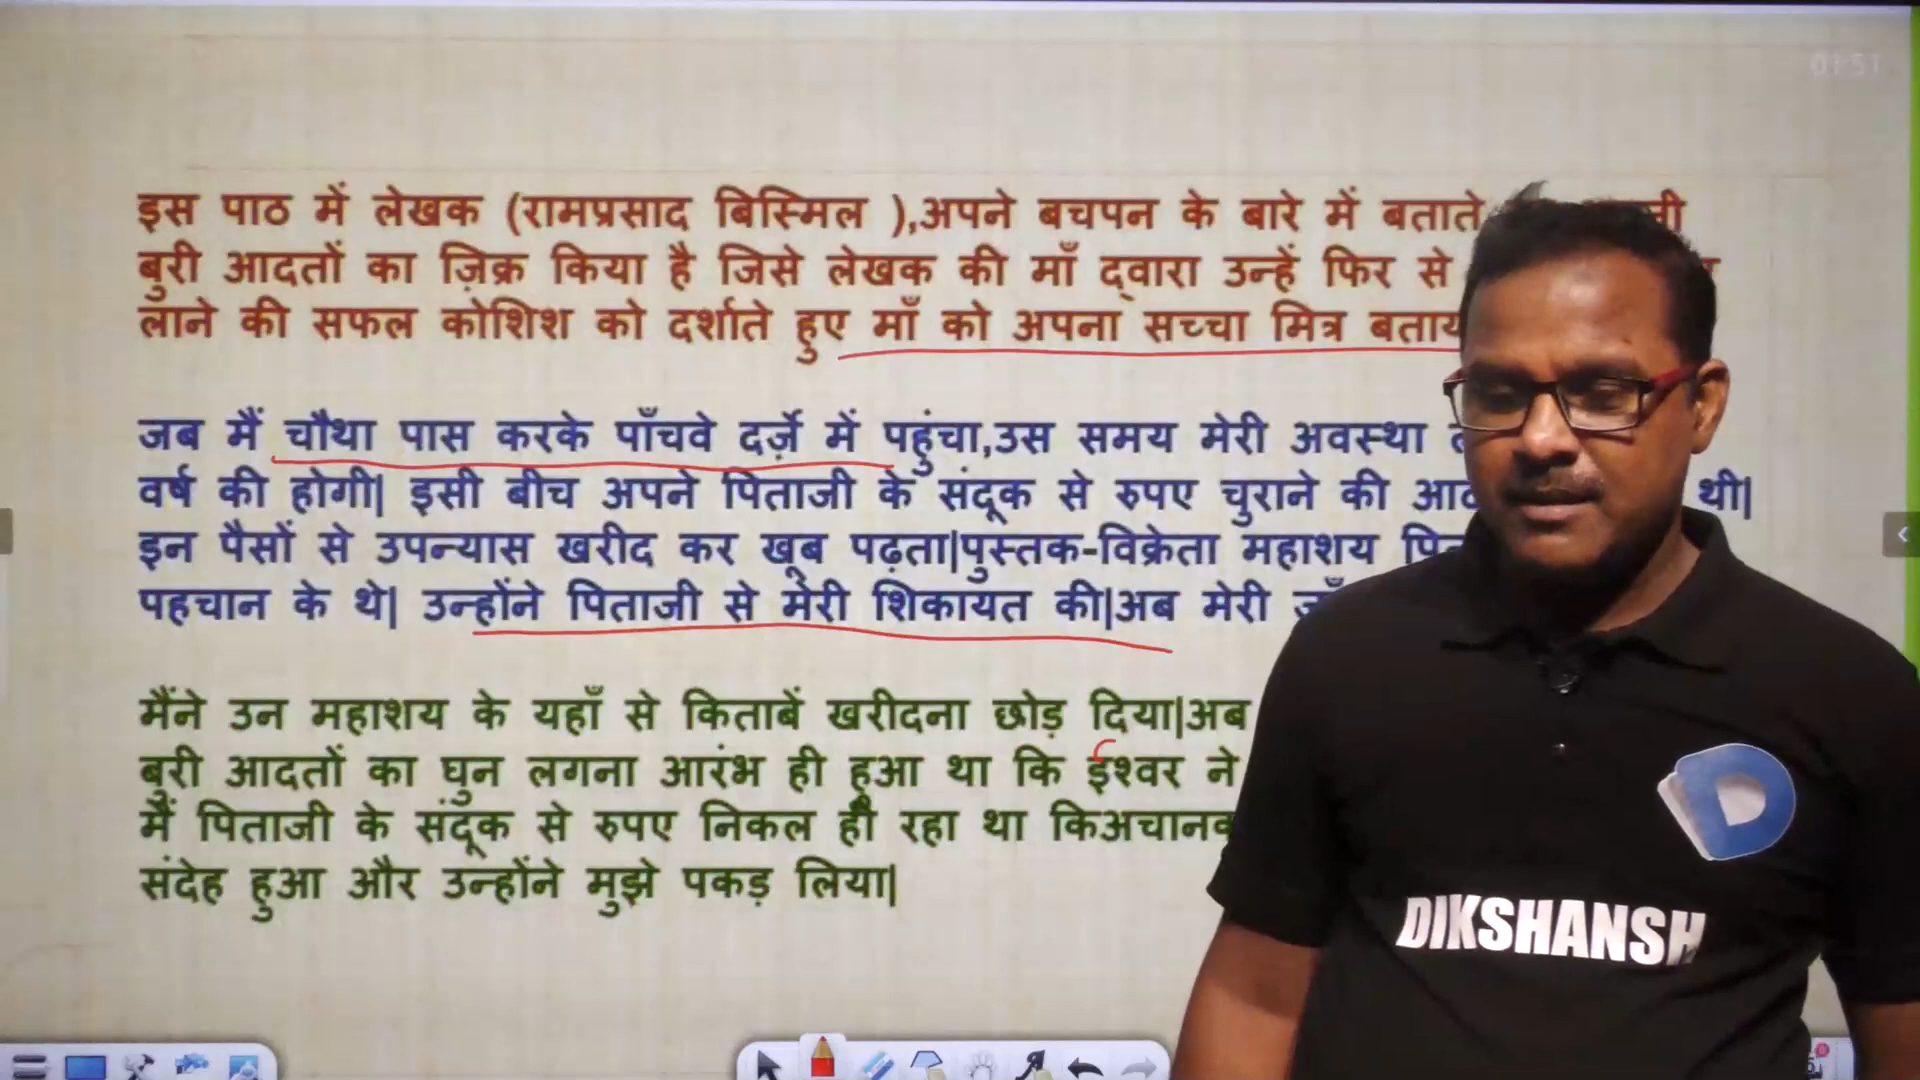 01:51
इस पाठ में लेखक (रामप्रसाद बिस्मिल ),अपने बचपन के बारे में बताते
बुरी आदतों का ज़िक्र किया है जिसे लेखक की माँ द्वारा उन्हें फिर से
लाने की सफल कोशिश को दर्शाते हुए माँ को अपना सच्चा मित्र
जब मैं चौथा पास करके पाँचवे दर्ज़े में पहुंचा,उस समय मेरी अवस्था
वर्ष की होगी| इसी बीच अपने पिताजी के संदूक से रुपए चुराने की थी|
इन पैसों से उपन्यास खरीद कर खूब पढ़ता|पुस्तक-विक्रेता महाशय
पहचान के थे| उन्होंने पिताजी से मेरी शिकायत की|अब मेरी
मैंने उन महाशय के यहाँ से किताबें खरीदना छोड़ दिया|अब
बुरी आदतों का घुन लगना आरंभ ही हुआ था कि ईश्वर ने
मैं पिताजी के संदूक से रुपए निकल ही रहा था
संदेह हुआ और उन्होंने मुझे पकड़ लिया|
D
DIKSHANSH